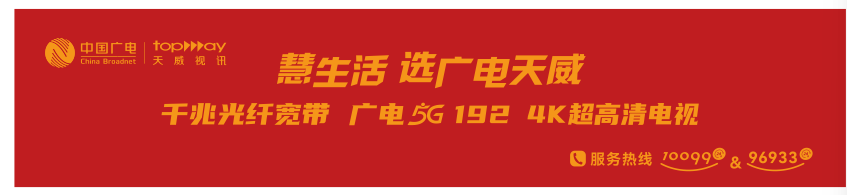 中国广电
China Broadnet
topway
天威视讯
慧生活 选广电天威
千兆光纤宽带 广电5G 192 4K超高清电视
服务热线 10099 & 96933